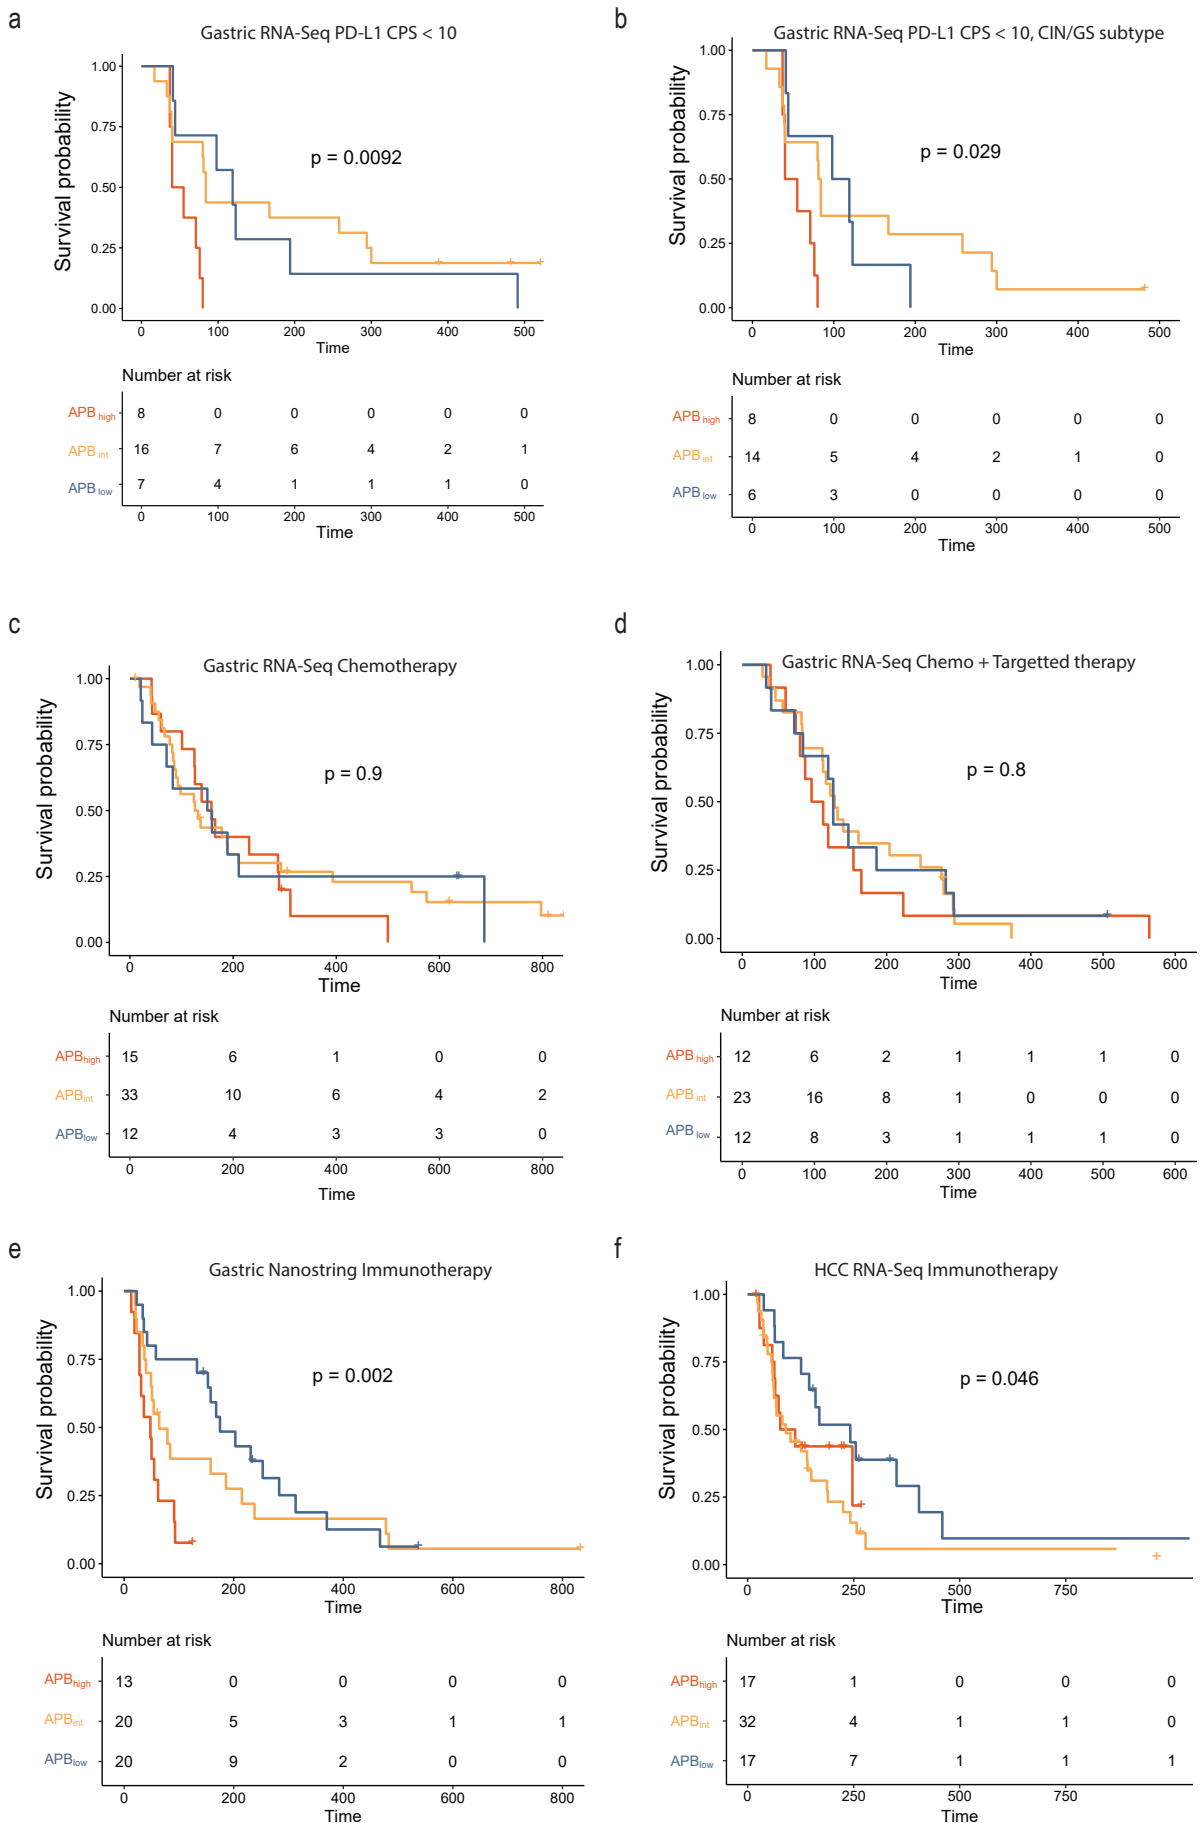 a
Gastric RNA-Seq PD-L1 CPS < 10
Survival probability
1.00
0.75
0.50
0.25
0.00
p = 0.0092
0 100 200 300 400 500
Time
Number at risk
APB high 8 0 0 0 0 0
APB int 16 7 6 4 2 1
APB low 7 4 1 1 1 0
0 100 200 300 400 500
Time
b
Gastric RNA-Seq PD-L1 CPS < 10, CIN/GS subtype
Survival probability
1.00
0.75
0.50
0.25
0.00
p = 0.029
0 100 200 300 400 500
Time
Number at risk
APB high 8 0 0 0 0 0
APB int 14 5 4 2 1 0
APB low 6 3 0 0 0 0
0 100 200 300 400 500
Time
c
Gastric RNA-Seq Chemotherapy
Survival probability
1.00
0.75
0.50
0.25
0.00
p = 0.9
0 200 400 600 800
Time
Number at risk
APBhigh 15 6 1 0 0
APBint 33 10 6 4 2
APBlow 12 4 3 3 0
0 200 400 600 800
Time
d
Gastric RNA-Seq Chemo + Targetted therapy
Survival probability
1.00
0.75
0.50
0.25
0.00
p = 0.8
0 100 200 300 400 500 600
Time
Number at risk
APB high 12 6 2 1 1 1 0
APB int 23 16 8 1 0 0 0
APB low 12 8 3 1 1 1 0
0 100 200 300 400 500 600
Time
e
Gastric Nanostring Immunotherapy
Survival probability
1.00
0.75
0.50
0.25
0.00
p = 0.002
0 200 400 600 800
Time
Number at risk
APBhigh 13 0 0 0 0
APBint 20 5 3 1 1
APBlow 20 9 2 0 0
0 200 400 600 800
Time
f
HCC RNA-Seq Immunotherapy
Survival probability
1.00
0.75
0.50
0.25
0.00
p = 0.046
0 250 500 750
Time
Number at risk
APBhigh 17 1 0 0 0
APBint 32 4 1 1 0
APBlow 17 7 1 1 1
0 250 500 750
Time